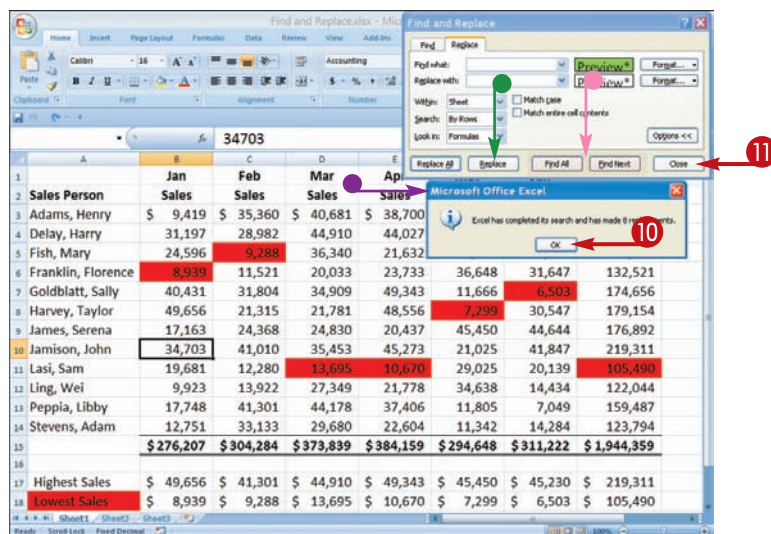 Find and Replace.xlsx - Mic
Home Insert Page Layout Formulas Data Review View Add-Ins
Calibri 16 A A Accounting
Paste B I U A $ % ,
Clipboard Font Alignment Number
Find and Replace
Find Replace
Find what: Preview* Format...
Replace with: Preview* Format...
Within: Sheet Match case
Search: By Rows Match entire cell contents
Look in: Formulas Options <<
Replace All Replace Find All Find Next Close 11
fx 34703
A B C D E
1 Jan Feb Mar Apr
2 Sales Person Sales Sales Sales Sales
Microsoft Office Excel
Excel has completed its search and has made 8 replacements.
OK 10
3 Adams, Henry $ 9,419 $ 35,360 $ 40,681 $ 38,700
4 Delay, Harry 31,197 28,982 44,910 44,027
5 Fish, Mary 24,596 9,288 36,340 21,632
6 Franklin, Florence 8,939 11,521 20,033 23,733 36,648 31,647 132,521
7 Goldblatt, Sally 40,431 31,804 34,909 49,343 11,666 6,503 174,656
8 Harvey, Taylor 49,656 21,315 21,781 48,556 7,299 30,547 179,154
9 James, Serena 17,163 24,368 24,830 20,437 45,450 44,644 176,892
10 Jamison, John 34,703 41,010 35,453 45,273 21,025 41,847 219,311
11 Lasi, Sam 19,681 12,280 13,695 10,670 29,025 20,139 105,490
12 Ling, Wei 9,923 13,922 27,349 21,778 34,638 14,434 122,044
13 Peppia, Libby 17,748 41,301 44,178 37,406 11,805 7,049 159,487
14 Stevens, Adam 12,751 33,133 29,680 22,604 11,342 14,284 123,794
15 $276,207 $304,284 $373,839 $384,159 $294,648 $311,222 $1,944,359
16
17 Highest Sales $ 49,656 $ 41,301 $ 44,910 $ 49,343 $ 45,450 $ 45,230 $ 219,311
18 Lowest Sales $ 8,939 $ 9,288 $ 13,695 $ 10,670 $ 7,299 $ 6,503 $ 105,490
Sheet1 Sheet2 Sheet3
Ready Scroll Lock Fixed Decimal 100%